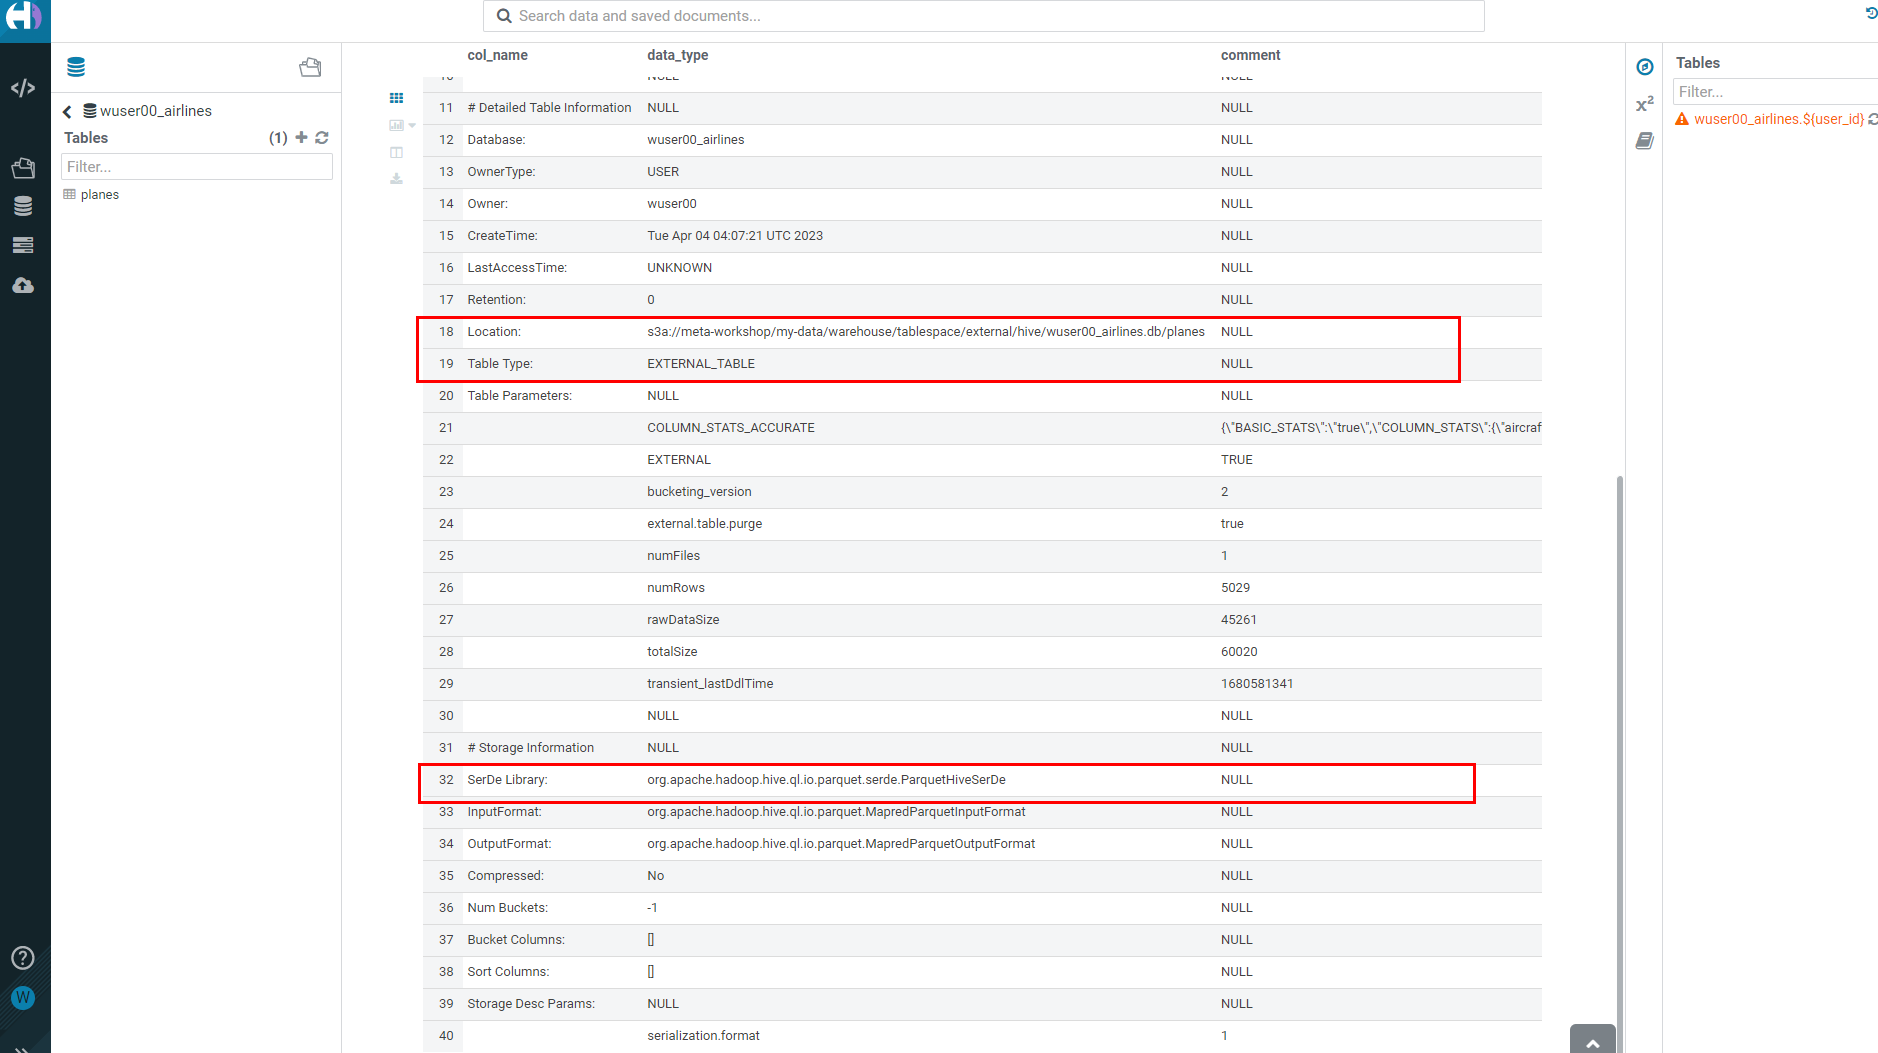 Search data and saved documents...
wuser00_airlines
Tables (1)
Filter...
planes
col_name data_type comment
10 NULL NULL
11 # Detailed Table Information NULL NULL
12 Database: wuser00_airlines NULL
13 OwnerType: USER NULL
14 Owner: wuser00 NULL
15 CreateTime: Tue Apr 04 04:07:21 UTC 2023 NULL
16 LastAccessTime: UNKNOWN NULL
17 Retention: 0 NULL
18 Location: s3a://meta-workshop/my-data/warehouse/tablespace/external/hive/wuser00_airlines.db/planes NULL
19 Table Type: EXTERNAL_TABLE NULL
20 Table Parameters: NULL NULL
21 COLUMN_STATS_ACCURATE {\"BASIC_STATS\":\"true\",\"COLUMN_STATS\":{\"aircraf
22 EXTERNAL TRUE
23 bucketing_version 2
24 external.table.purge true
25 numFiles 1
26 numRows 5029
27 rawDataSize 45261
28 totalSize 60020
29 transient_lastDdlTime 1680581341
30 NULL NULL
31 # Storage Information NULL NULL
32 SerDe Library: org.apache.hadoop.hive.ql.io.parquet.serde.ParquetHiveSerDe NULL
33 InputFormat: org.apache.hadoop.hive.ql.io.parquet.MapredParquetInputFormat NULL
34 OutputFormat: org.apache.hadoop.hive.ql.io.parquet.MapredParquetOutputFormat NULL
35 Compressed: No NULL
36 Num Buckets: -1 NULL
37 Bucket Columns: [] NULL
38 Sort Columns: [] NULL
39 Storage Desc Params: NULL NULL
40 serialization.format 1
Tables
Filter...
wuser00_airlines.${user_id}
x²
W